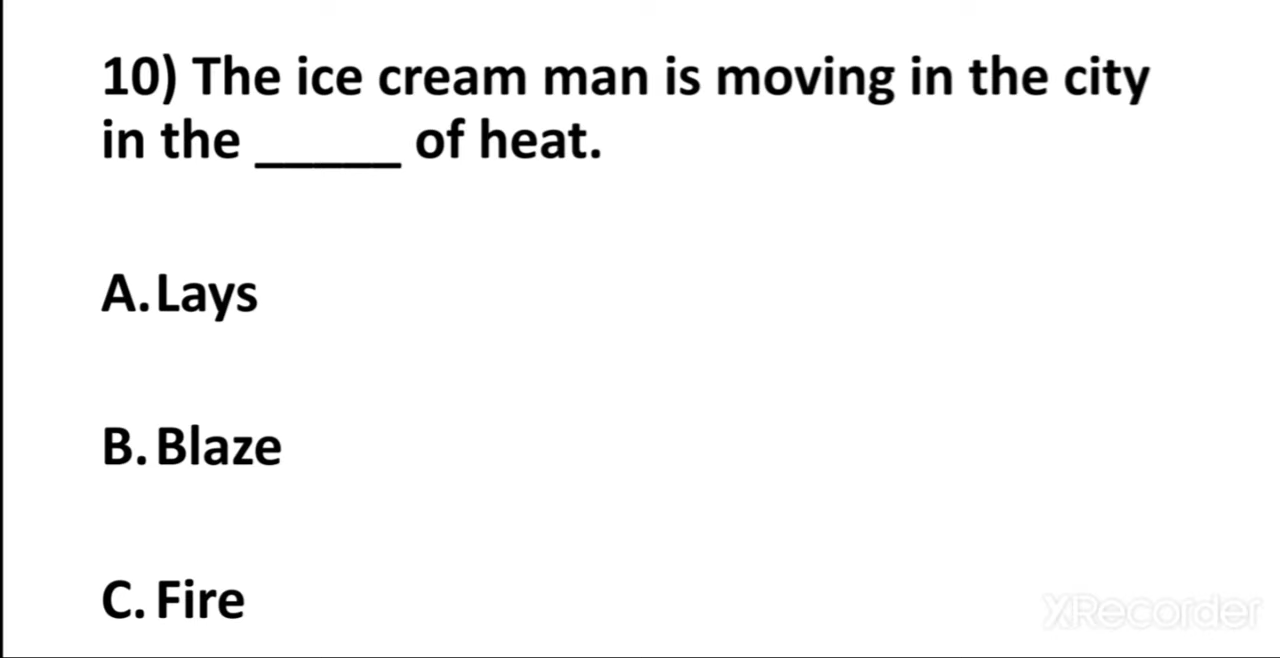 10) The ice cream man is moving in the city
in the _____ of heat.
A. Lays
B. Blaze
C. Fire
XRecorder